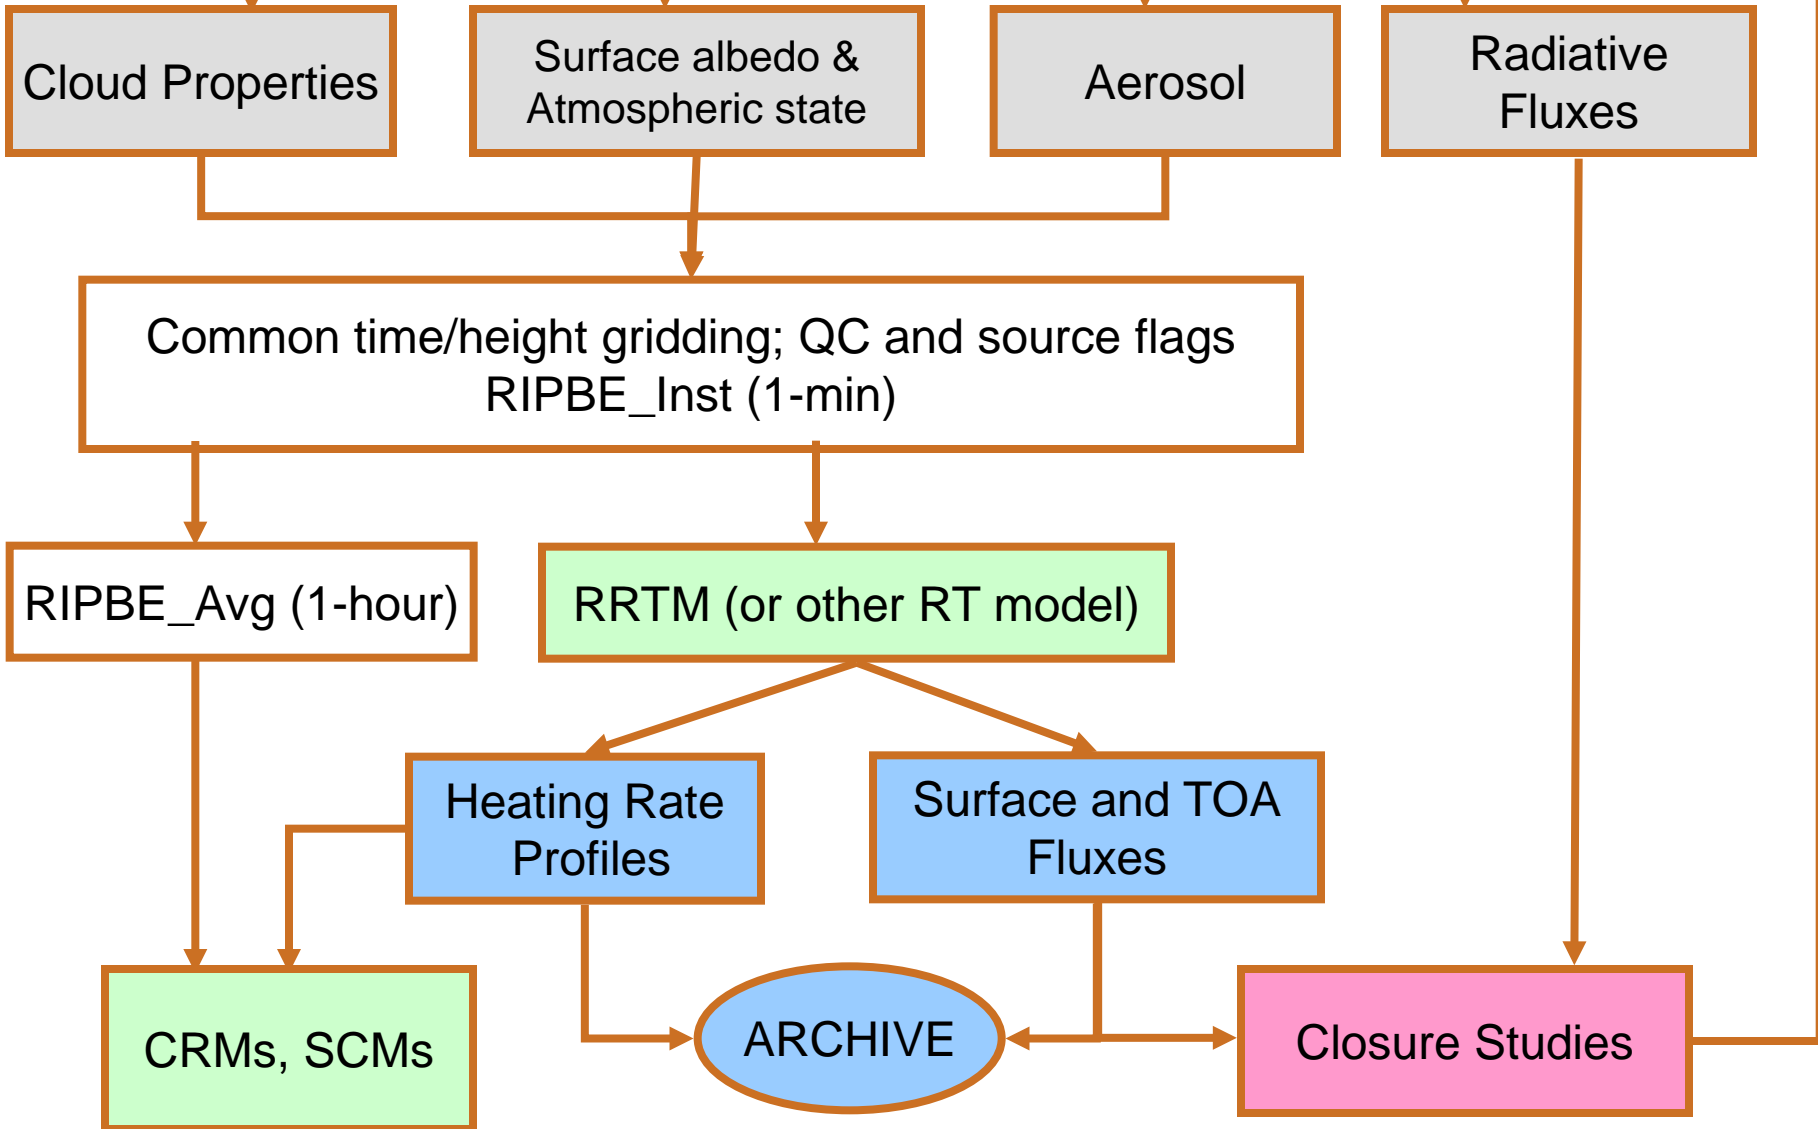 Cloud Properties
Surface albedo &
Atmospheric state
Aerosol
Radiative
Fluxes
Common time/height gridding; QC and source flags
RIPBE_Inst (1-min)
RIPBE_Avg (1-hour)
RRTM (or other RT model)
Heating Rate
Profiles
Surface and TOA
Fluxes
CRMs, SCMs
ARCHIVE
Closure Studies